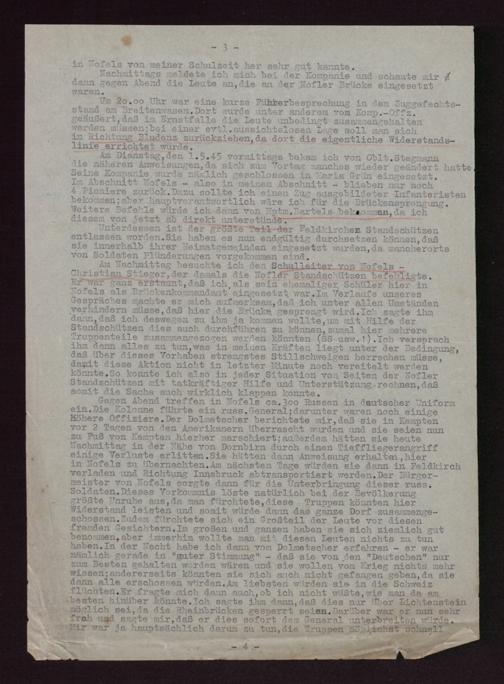 - 3 -
in Nofels von meiner Schulzeit her sehr gut kannte.
Nachmittags meldete ich mich bei der Kompanie und schaute mir
dann gegen Abend die Leute an, die an der Nofler Brücke eingesetzt
waren.
Um 20.oo Uhr war eine kurze Führerbesprechung in dem Zuggefechts-
stand am Breitenwasem. Dort wurde unter anderem vom Komp.-Offz.
geäußert, daß im Ernstfalle die Leute unbedingt zusammengehalten
werden müssen; bei einer evtl. aussichtslosen Lage woll man sich
in Richtung Bludenz zurückziehen, da dort die eigentliche Widerstands-
linie errichtet würde.
Am Dienstag, den 1.5.45 vormittags bekam ich von Oblt. Stegmann
die näheren Anweisungen, da sich zum Vortag manches wieder geändert hatte.
Seine Kompanie wurde nämlich geschlossen in Maria Grün eingesetzt.
Im Abschnitt Nofels - also in meinem Abschnitt - blieben nur noch
4 Pioniere zurück. Dazu sollte ich einen Zug ausgebildeter Infanteristen
bekommen; aber hauptverantwortlich wäre ich für die Brückensprengung.
Weitere Befehle würde ich dann von Hptm. Bartels bekommen, da ich
diesem von jetzt ab direkt unterstünde.
Unterdessen ist der größte Teil der Feldkircher Standschützen
entlassen worden. Sie haben es nun endgültig durchsetzen können, daß
sie innerhalb ihrer Heimatgemeinden eingesetzt wurden, da mancherorts
von Soldaten Plünderungen vorgekommen sind.
Am Nachmittag besuchte ich den Schulleiter von Nofels -
Christian Stieger, der damals die Nofler Standschützen befehligte.
Er war ganz erstaunt, daß ich, als sein ehemaliger Schüler hier in
Nofels als Brückenkommandant eingesetzt war. Im Verlaufe unseres
Gespräches machte er mich aufmerksam, daß ich unter allen Umständen
verhindern müsse, daß hier die Brücke gesprengt wird. Ich sagte ihm
dann, daß ich deswegen zu ihm ja kommen wollte, um mit Hilfe der
Standschützen dies auch durchführen zu können, zumal hier mehrere
Truppenteile zusammengezogen werden könnten (SS usw.!). Ich versprach
ihm dann alles zu tun, was in meinen Kräften liegt unter der Bedingung,
daß über dieses Vorhaben strengstes Stillschweigen herrschen müsse,
damit diese Aktion nicht in letzter Minute noch vereitelt werden
könnte. So konnte ich also in jeder Situation von Seiten der Nofler
Standschützen mit tatkräftiger Hilfe und Unterstützung rechnen, daß
somit die Sache auch wirklich klappen konnte.
Gegen Abend treffen in Nofels ca. 300 Russen in deutscher Uniform
ein. Die Kolonne führte ein russ. General; darunter waren noch einige
höhere Offiziere. Der Dolmetscher berichtete mir, daß sie in Kempten
vor 2 Tagen von den Amerikanern überrascht wurden und sie seien nun
zu Fuß von Kempten hierher marschiert; außerdem hätten sie heute
Nachmittag in der Nähe von Dornbirn durch einen Tieffliegerangriff
einige Verluste erlitten. Sie hätten dann Anweisung erhalten, hier
in Nofels zu übernachten. Am nächsten Tage würden sie dann in Feldkirch
verladen und Richtung Innsbruck abtransportiert werden. Der Bürger-
meister von Nofels sorgte dann für die Unterbringung dieser russ.
Soldaten. Dieses Vorkommnis löste natürlich bei der Bevölkerung
größte Unruhe aus, da man fürchtete, diese Truppen könnten hier
Widerstand leisten und somit würde dann das ganze Dorf zusammenge-
schossen. Zudem fürchtete sich ein Großteil der Leute vor diesen
fremden Gesichtern. Im großen und ganzen haben sie sich ziemlich gut
benommen, aber immerhin wollte man mit diesen Leuten nichts zu tun
haben. In der Nacht habe ich dann vom Dolmetscher erfahren - er war
nämlich gerade in "guter Stimmung" - daß sie von den "Deutschen" nur
zum Besten gehalten worden wären und sie wollen vom Krieg nichts mehr
wissen; andererseits könnten sie sich auch nicht gefangen geben, da sie
dann alle erschossen würden. Am liebsten würden sie in die Schweiz
flüchten. Er fragte mich dann auch, ob ich nicht wüßte, wie man da am
besten hinüber könnte. Ich sagte ihm dann, daß dies nur über Lichtenstein
möglich sei, da die Rheinbrücken gesperrt seien. Darüber war er nun sehr
froh und sagte mir, daß er dies sofort dem General unterbreiten würde.
Mir war ja hauptsächlich darum zu tun, die Truppen möglichst schnell
- 4 -